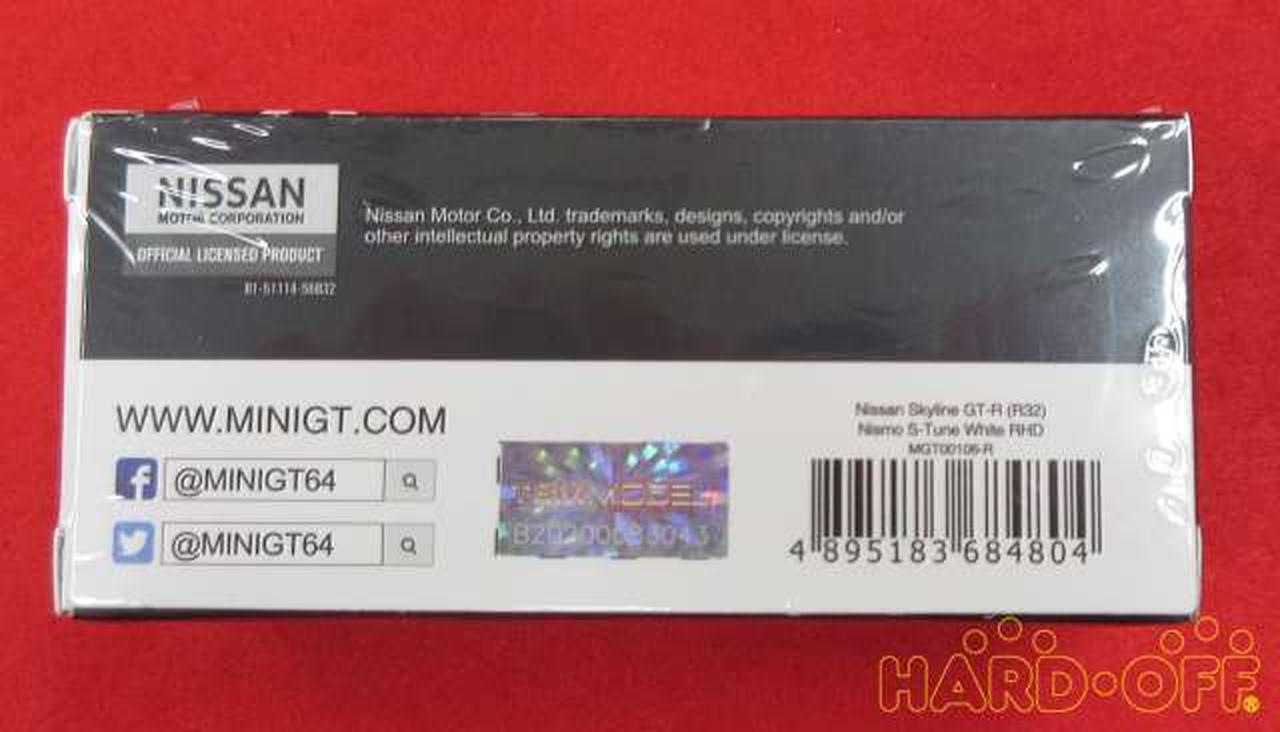 NISSAN
MOTOR CORPORATION
OFFICIAL LICENSED PRODUCT
Nissan Motor Co., Ltd. trademarks, designs, copyrights and/or
other intellectual property rights are used under license.
WWW.MINIGT.COM
@MINIGT64
@MINIGT64
Nissan Skyline GT-R (R32)
Nismo S-Tune White RHD
MGT00106-R
4 895183 684804
HARD-OFF